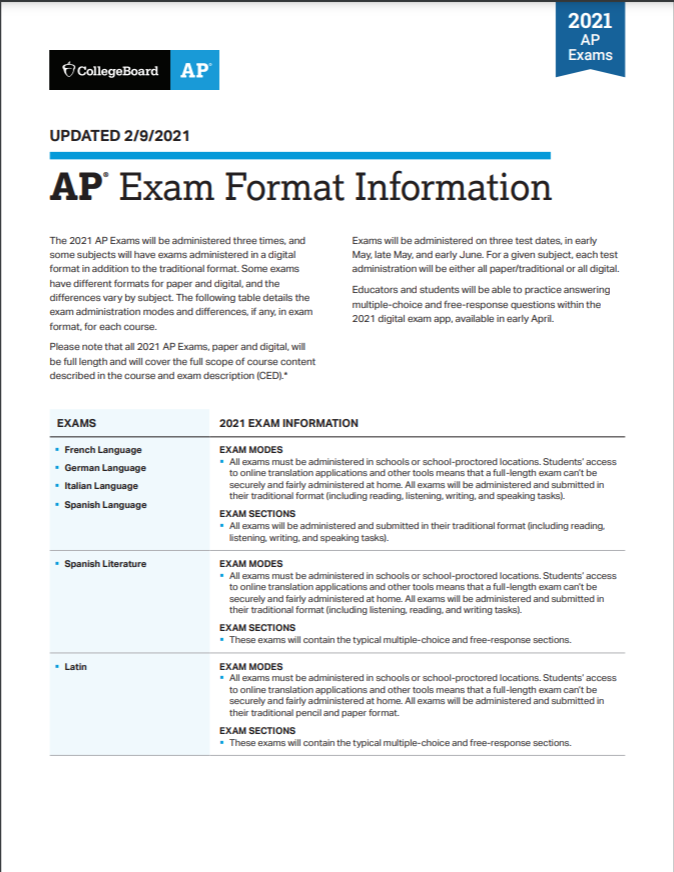 2021
AP
Exams
CollegeBoard
AP®
UPDATED 2/9/2021
AP® Exam Format Information
The 2021 AP Exams will be administered three times, and
some subjects will have exams administered in a digital
format in addition to the traditional format. Some exams
have different formats for paper and digital, and the
differences vary by subject. The following table details the
exam administration modes and differences, if any, in exam
format, for each course.
Please note that all 2021 AP Exams, paper and digital, will
be full length and will cover the full scope of course content
described in the course and exam description (CED).*
Exams will be administered on three test dates, in early
May, late May, and early June. For a given subject, each test
administration will be either all paper/traditional or all digital.
Educators and students will be able to practice answering
multiple-choice and free-response questions within the
2021 digital exam app, available in early April.
EXAMS
2021 EXAM INFORMATION
▪ French Language
▪ German Language
▪ Italian Language
▪ Spanish Language
EXAM MODES
▪ All exams must be administered in schools or school-proctored locations. Students' access
to online translation applications and other tools means that a full-length exam can't be
securely and fairly administered at home. All exams will be administered and submitted in
their traditional format (including reading, listening, writing, and speaking tasks).
EXAM SECTIONS
▪ All exams will be administered and submitted in their traditional format (including reading,
listening, writing, and speaking tasks).
▪ Spanish Literature
EXAM MODES
▪ All exams must be administered in schools or school-proctored locations. Students' access
to online translation applications and other tools means that a full-length exam can't be
securely and fairly administered at home. All exams will be administered and submitted in
their traditional format (including listening, reading, and writing tasks).
EXAM SECTIONS
▪ These exams will contain the typical multiple-choice and free-response sections.
▪ Latin
EXAM MODES
▪ All exams must be administered in schools or school-proctored locations. Students' access
to online translation applications and other tools means that a full-length exam can't be
securely and fairly administered at home. All exams will be administered and submitted in
their traditional pencil and paper format.
EXAM SECTIONS
▪ These exams will contain the typical multiple-choice and free-response sections.